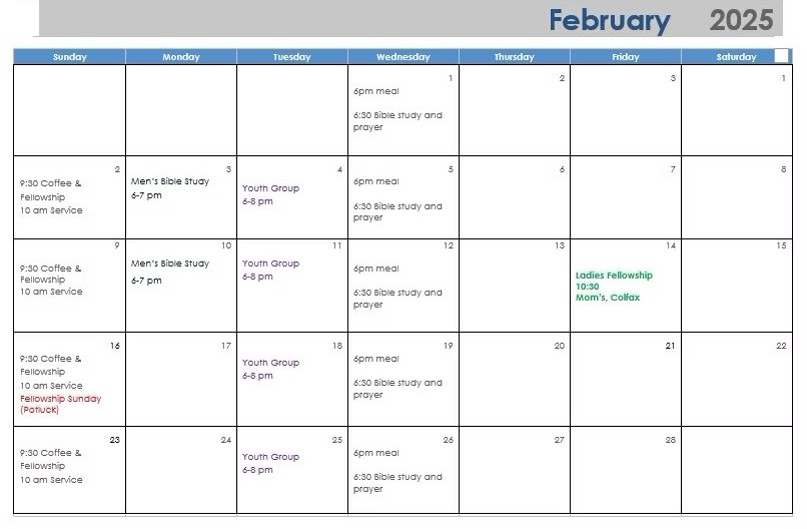 February 2025
Sunday Monday Tuesday Wednesday Thursday Friday Saturday
1 2 3 1
6pm meal
6:30 Bible study and
prayer
2 3 4 5 6 7 8
9:30 Coffee &
Fellowship
10 am Service
Men's Bible Study
6-7 pm
Youth Group
6-8 pm
6pm meal
6:30 Bible study and
prayer
9 10 11 12 13 14 15
9:30 Coffee &
Fellowship
10 am Service
Men's Bible Study
6-7 pm
Youth Group
6-8 pm
6pm meal
6:30 Bible study and
prayer
Ladies Fellowship
10:30
Mom's, Colfax
16 17 18 19 20 21 22
9:30 Coffee &
Fellowship
10 am Service
Fellowship Sunday
(Potluck)
Youth Group
6-8 pm
6pm meal
6:30 Bible study and
prayer
23 24 25 26 27 28
9:30 Coffee &
Fellowship
10 am Service
Youth Group
6-8 pm
6pm meal
6:30 Bible study and
prayer